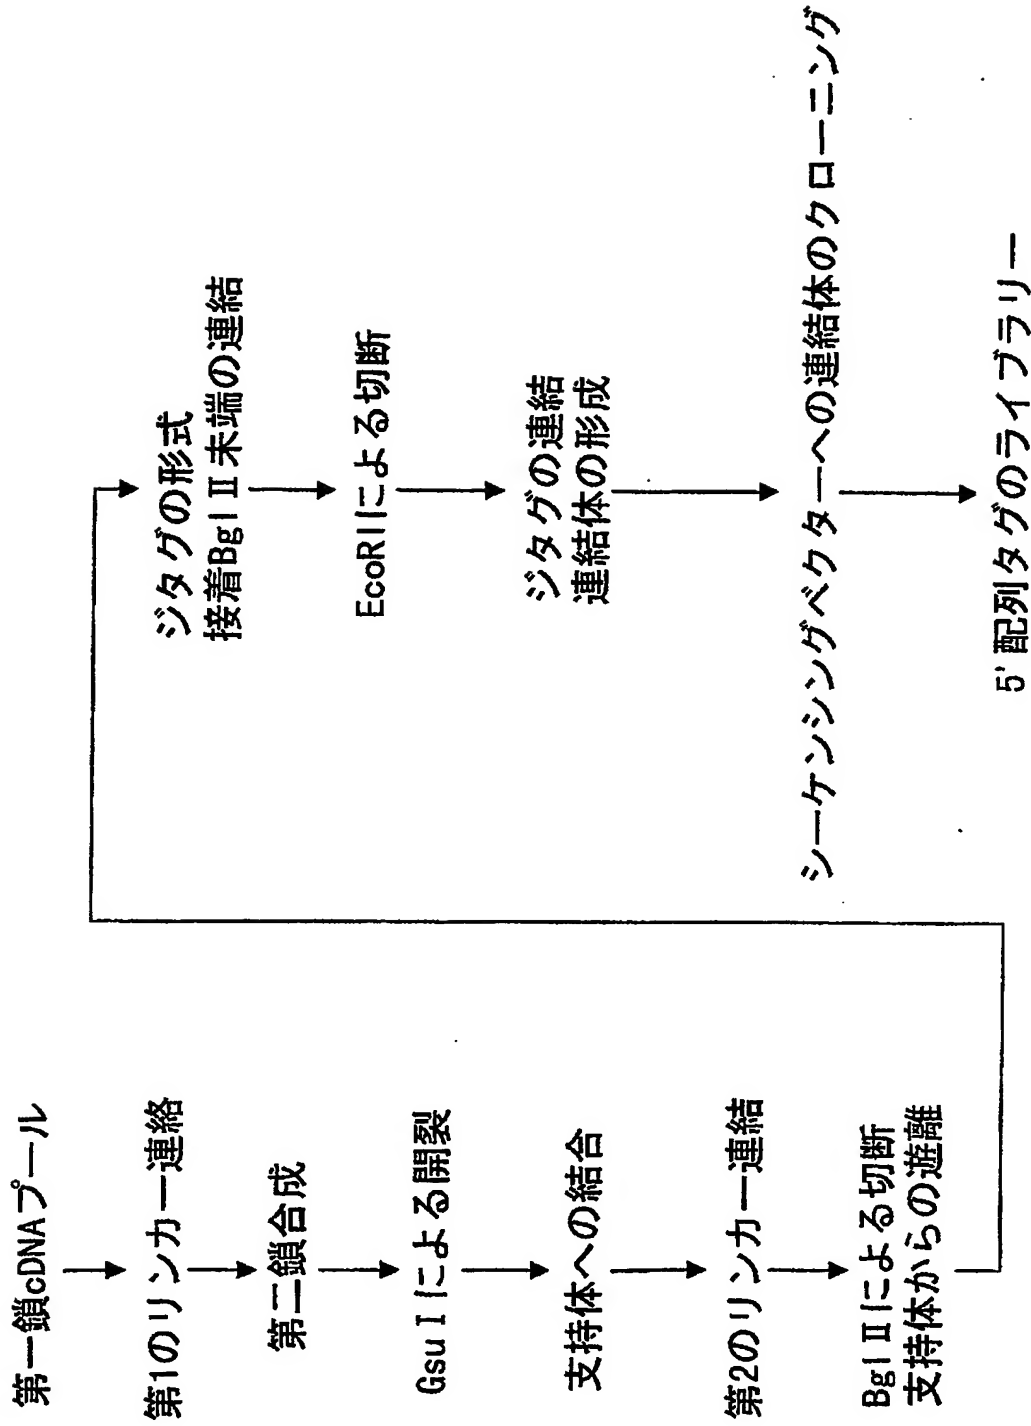 第一鎖cDNAプール
第1のリンカー連絡
第二鎖合成
GsuⅠによる開裂
支持体への結合
第2のリンカー連結
BglⅡによる切断
支持体からの遊離
ジタグの形式
接着BglⅡ末端の連結
EcoRIによる切断
ジタグの連結
連結体の形成
シーケンシングベクターへの連結体のクローニング
5'配列タグのライブラリー